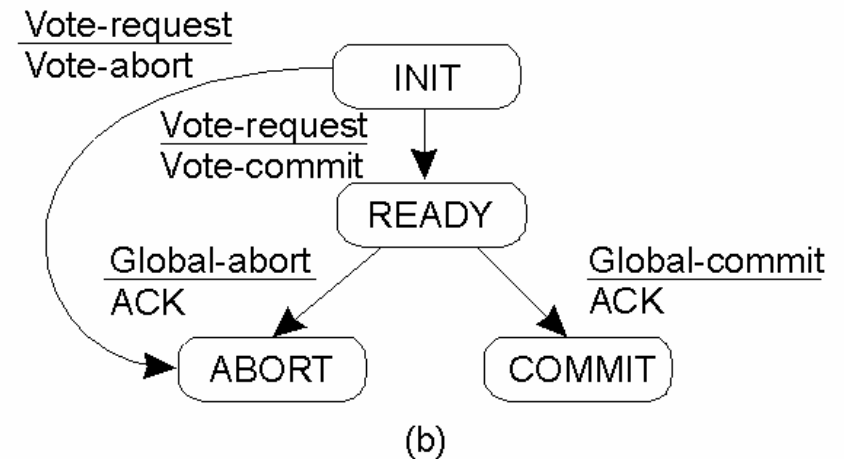 Vote-request
Vote-abort
INIT
Vote-request
Vote-commit
READY
Global-abort
ACK
Global-commit
ACK
ABORT
COMMIT
(b)